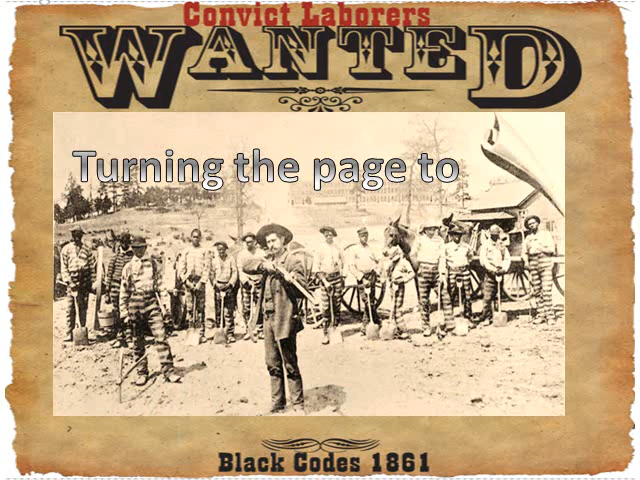 Convict Laborers
WANTED
Turning the page to
Black Codes 1861